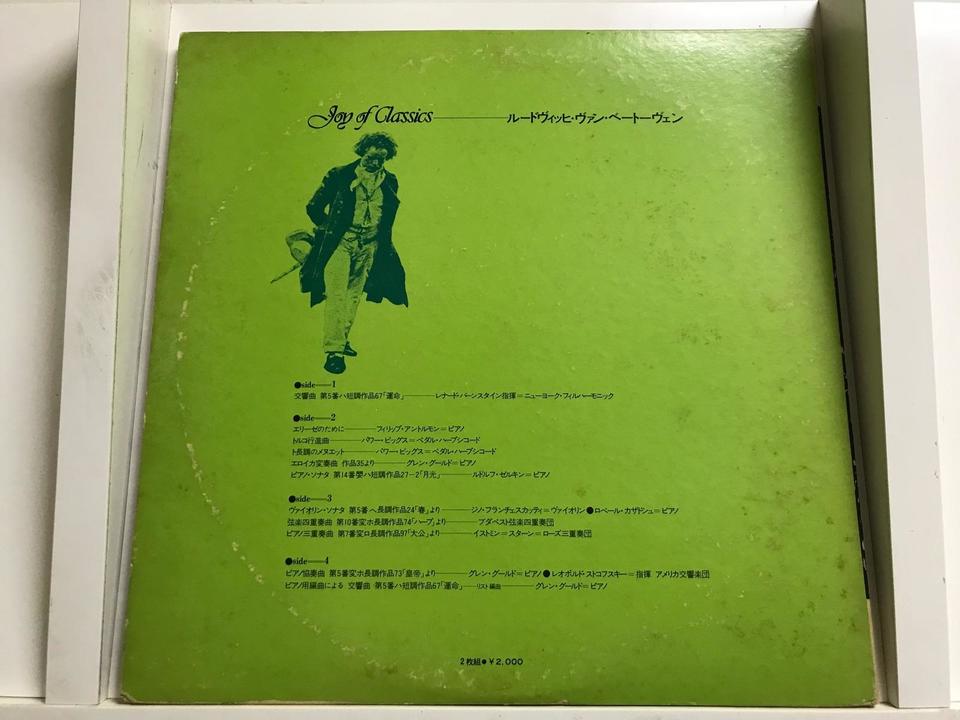 Joy of Classics────ルードヴィッヒ・ヴァン・ベートーヴェン
●side──1
交響曲 第5番ハ短調作品67「運命」────レナード・バーンスタイン指揮=ニューヨーク・フィルハーモニック
●side──2
エリーゼのために────フィリップ・アントルモン=ピアノ
トルコ行進曲────パワー・ビッグス=ペダル・ハープシコード
ト長調のメヌエット────パワー・ビッグス=ペダル・ハープシコード
エロイカ変奏曲 作品35より────グレン・グールド=ピアノ
ピアノ・ソナタ 第14番嬰ハ短調作品27-2「月光」────ルドルフ・ゼルキン=ピアノ
●side──3
ヴァイオリン・ソナタ 第5番 ヘ長調作品24「春」より────ジノ・フランチェスカッティ=ヴァイオリン●ロベール・カザドシュ=ピアノ
弦楽四重奏曲 第10番変ホ長調作品74「ハープ」より────ブダペスト弦楽四重奏団
ピアノ三重奏曲 第7番変ロ長調作品97「大公」より────イストミン=スターン=ローズ三重奏団
●side──4
ピアノ協奏曲 第5番変ホ長調作品73「皇帝」より────グレン・グールド=ピアノ●レオポルド・ストコフスキー=指揮 アメリカ交響楽団
ピアノ用編曲による 交響曲 第5番ハ短調作品67「運命」──リスト編曲────グレン・グールド=ピアノ
2枚組●¥2,000